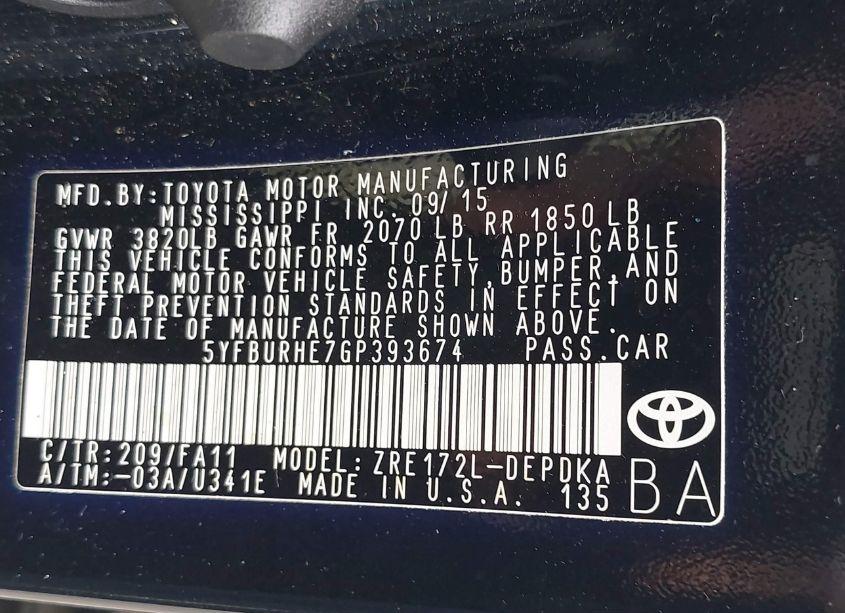 MFD.BY:TOYOTA MOTOR MANUFACTURING
MISSISSIPPI INC. 09/15
GVWR 3820LB GAWR FR 2070 LB RR 1850 LB
THIS VEHICLE CONFORMS TO ALL APPLICABLE
FEDERAL MOTOR VEHICLE SAFETY,BUMPER,AND
THEFT PREVENTION STANDARDS IN EFFECT ON
THE DATE OF MANUFACTURE SHOWN ABOVE.
5YFBURHE7GP393674 PASS.CAR
C/TR:209/FA11 MODEL:ZRE172L-DEPDKA
A/TM:-03A/U341E MADE IN U.S.A. 135
BA